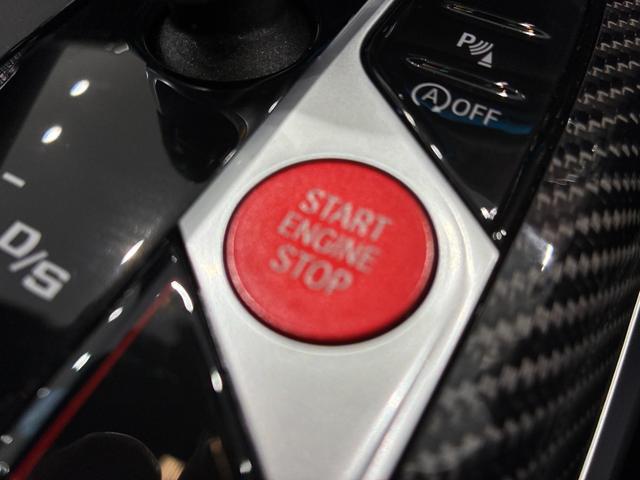 P
A OFF
START
ENGINE
STOP
D/S